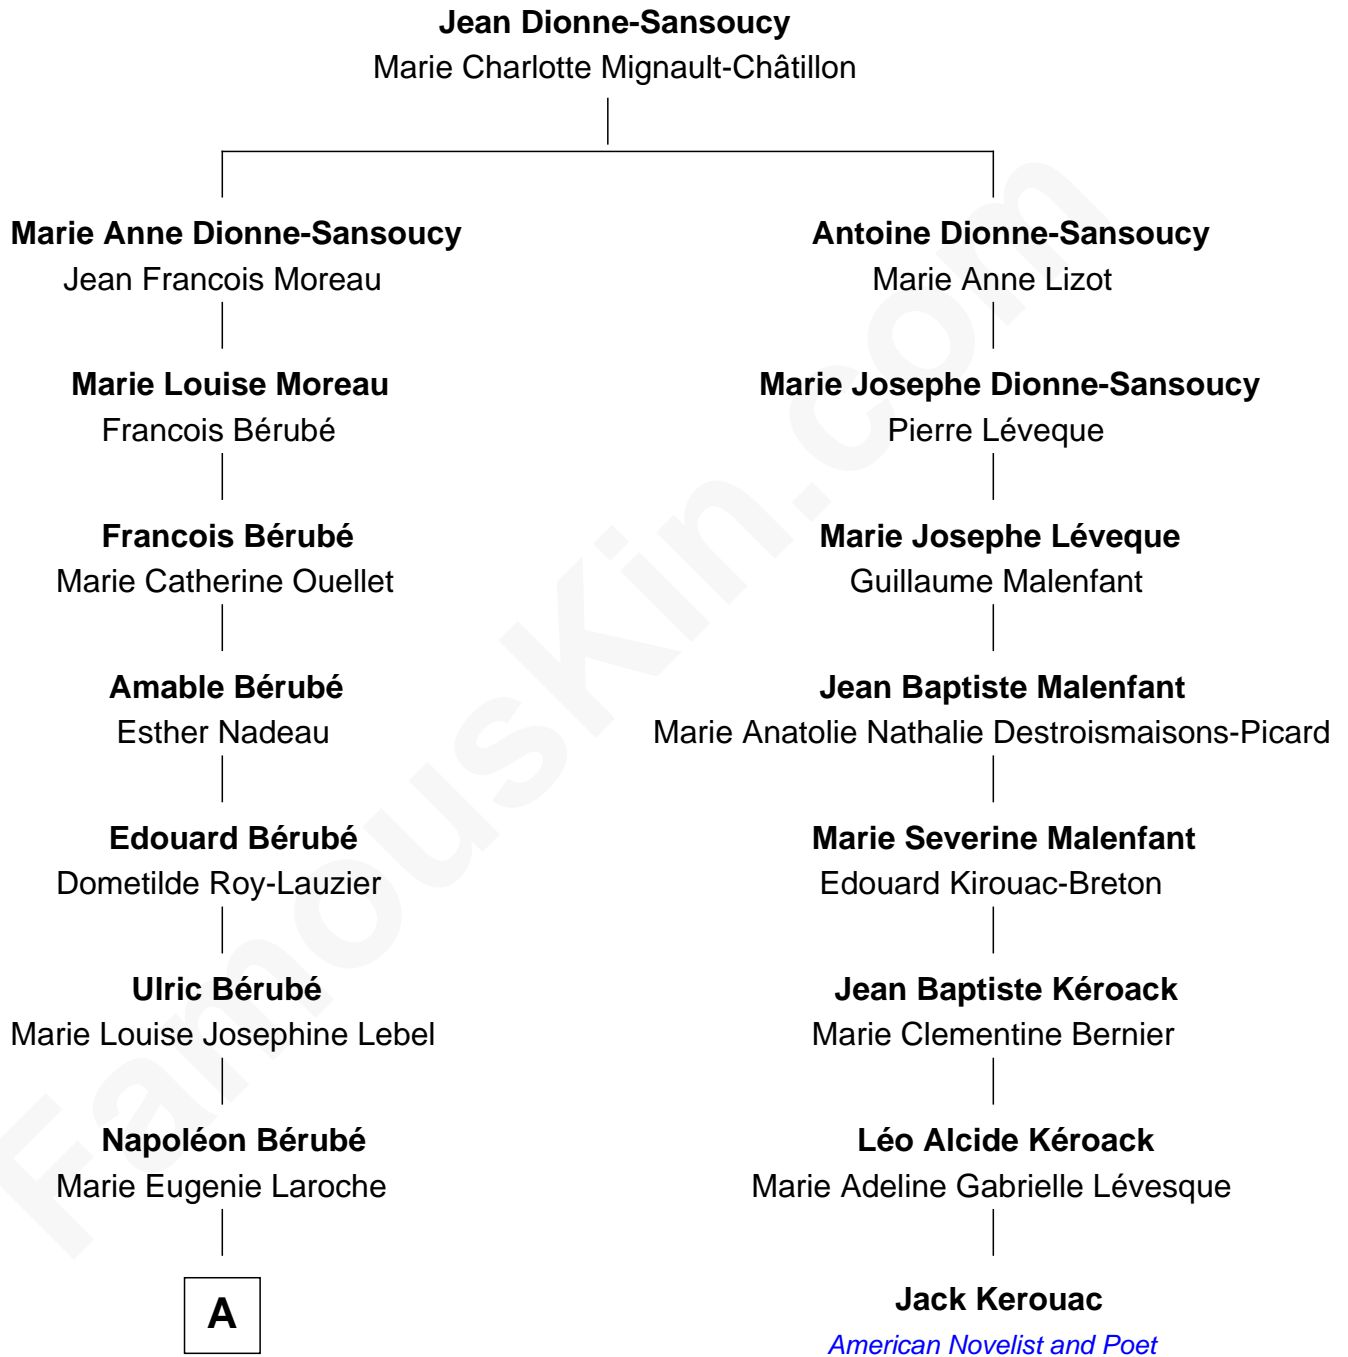 Jean Dionne-Sansoucy
Marie Charlotte Mignault-Châtillon
Marie Anne Dionne-Sansoucy
Jean Francois Moreau
Marie Louise Moreau
Francois Bérubé
Francois Bérubé
Marie Catherine Ouellet
Amable Bérubé
Esther Nadeau
Edouard Bérubé
Dometilde Roy-Lauzier
Ulric Bérubé
Marie Louise Josephine Lebel
Napoléon Bérubé
Marie Eugenie Laroche
A
Antoine Dionne-Sansoucy
Marie Anne Lizot
Marie Josephe Dionne-Sansoucy
Pierre Léveque
Marie Josephe Léveque
Guillaume Malenfant
Jean Baptiste Malenfant
Marie Anatolie Nathalie Destroismaisons-Picard
Marie Severine Malenfant
Edouard Kirouac-Breton
Jean Baptiste Kéroack
Marie Clementine Bernier
Léo Alcide Kéroack
Marie Adeline Gabrielle Lévesque
Jack Kerouac
American Novelist and Poet
FamousKin.com